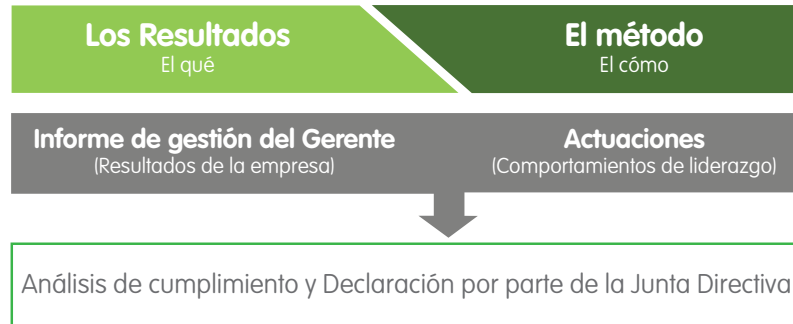 Los Resultados
El qué
El método
El cómo
Informe de gestión del Gerente
(Resultados de la empresa)
Actuaciones
(Comportamientos de liderazgo)
Análisis de cumplimiento y Declaración por parte de la Junta Directiva